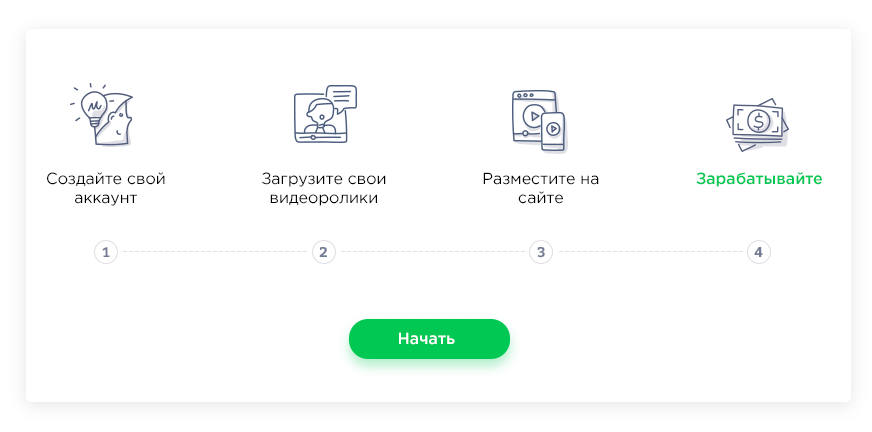 Создайте свой
аккаунт
Загрузите свои
видеоролики
Разместите на
сайте
Зарабатывайте
1
2
3
4
Начать